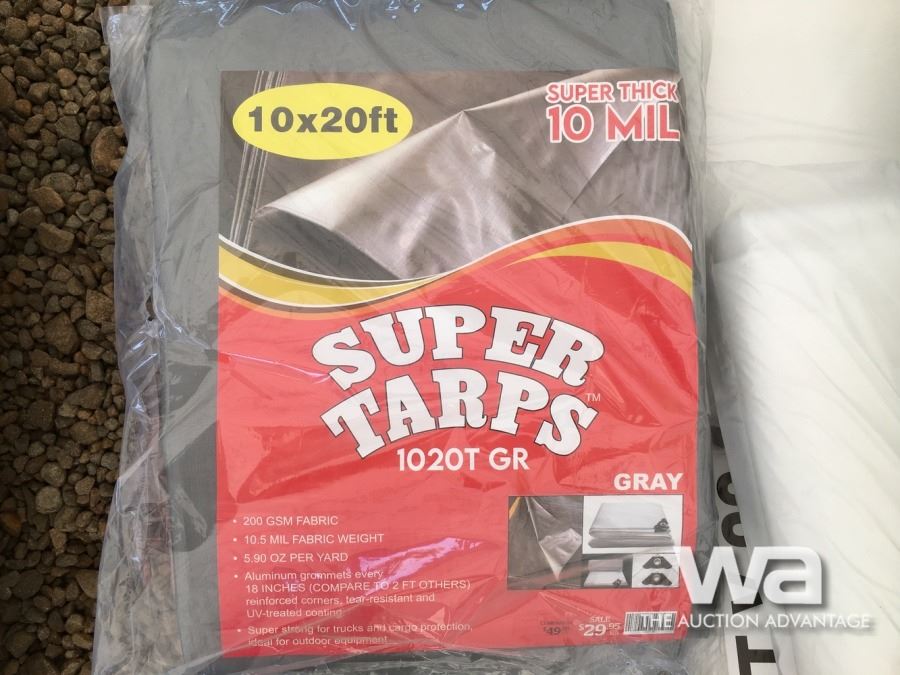 10x20ft
SUPER THICK
10 MIL
SUPER
TARPS™
1020T GR
GRAY
• 200 GSM FABRIC
• 10.5 MIL FABRIC WEIGHT
• 5.90 OZ PER YARD
• Aluminum grommets every
18 INCHES (COMPARE TO 2 FT OTHERS)
reinforced corners, tear-resistant and
UV-treated coating
• Super strong for trucks and cargo protection,
ideal for outdoor equipment
SALE
$29.95
wa
THE AUCTION ADVANTAGE